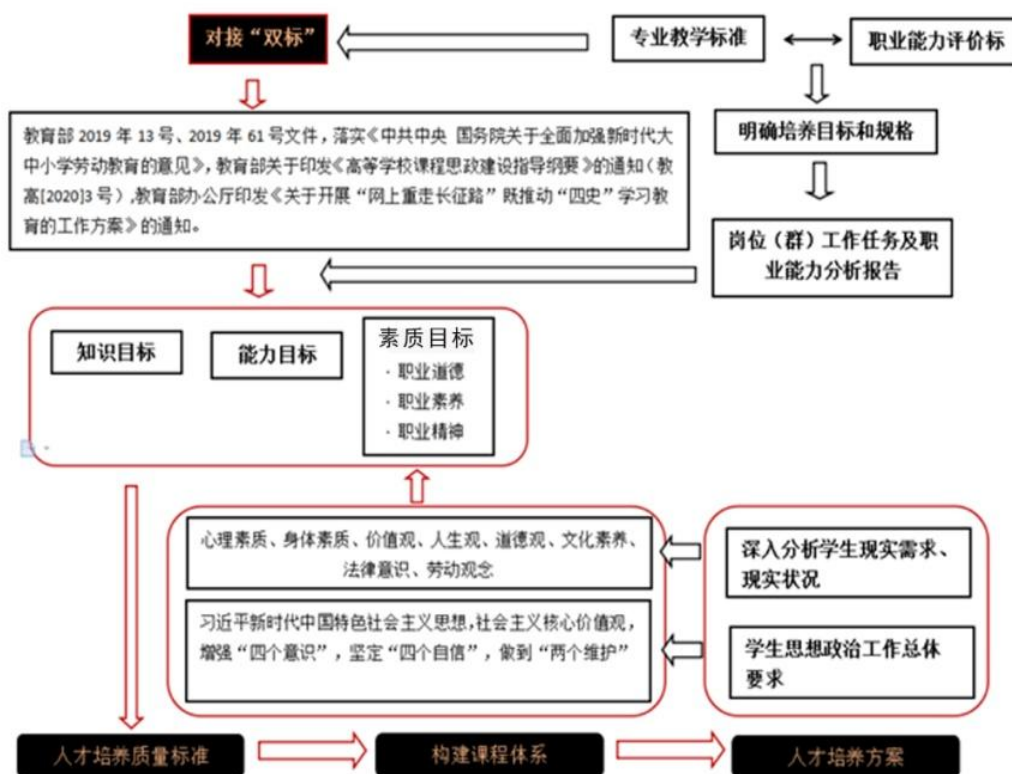 对接“双标”
专业教学标准
职业能力评价标
教育部 2019 年 13 号、2019 年 61 号文件，落实《中共中央 国务院关于全面加强新时代大
中小学劳动教育的意见》，教育部关于印发《高等学校课程思政建设指导纲要》的通知（教
高[2020]3 号）,教育部办公厅印发《关于开展“网上重走长征路”既推动“四史”学习教
育的工作方案》的通知。
明确培养目标和规格
岗位（群）工作任务及职
业能力分析报告
知识目标
能力目标
素质目标
· 职业道德
· 职业素养
· 职业精神
心理素质、身体素质、价值观、人生观、道德观、文化素养、
法律意识、劳动观念
深入分析学生现实需求、
现实状况
习近平新时代中国特色社会主义思想，社会主义核心价值观，
增强“四个意识”，坚定“四个自信”，做到“两个维护”
学生思想政治工作总体
要求
人才培养质量标准
构建课程体系
人才培养方案